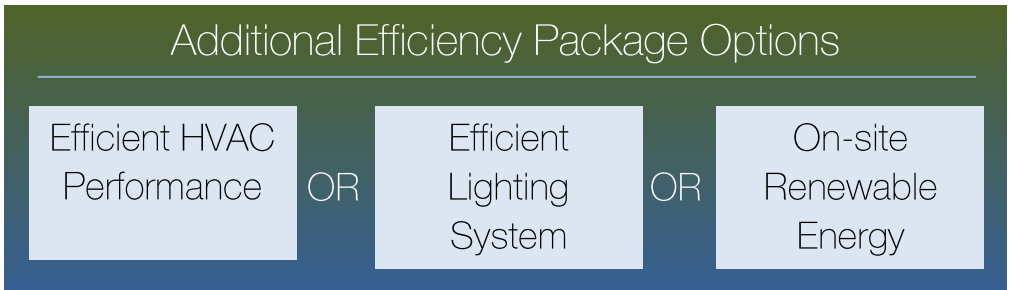 Additional Efficiency Package Options
Efficient HVAC
Performance
OR
Efficient
Lighting
System
OR
On-site
Renewable
Energy